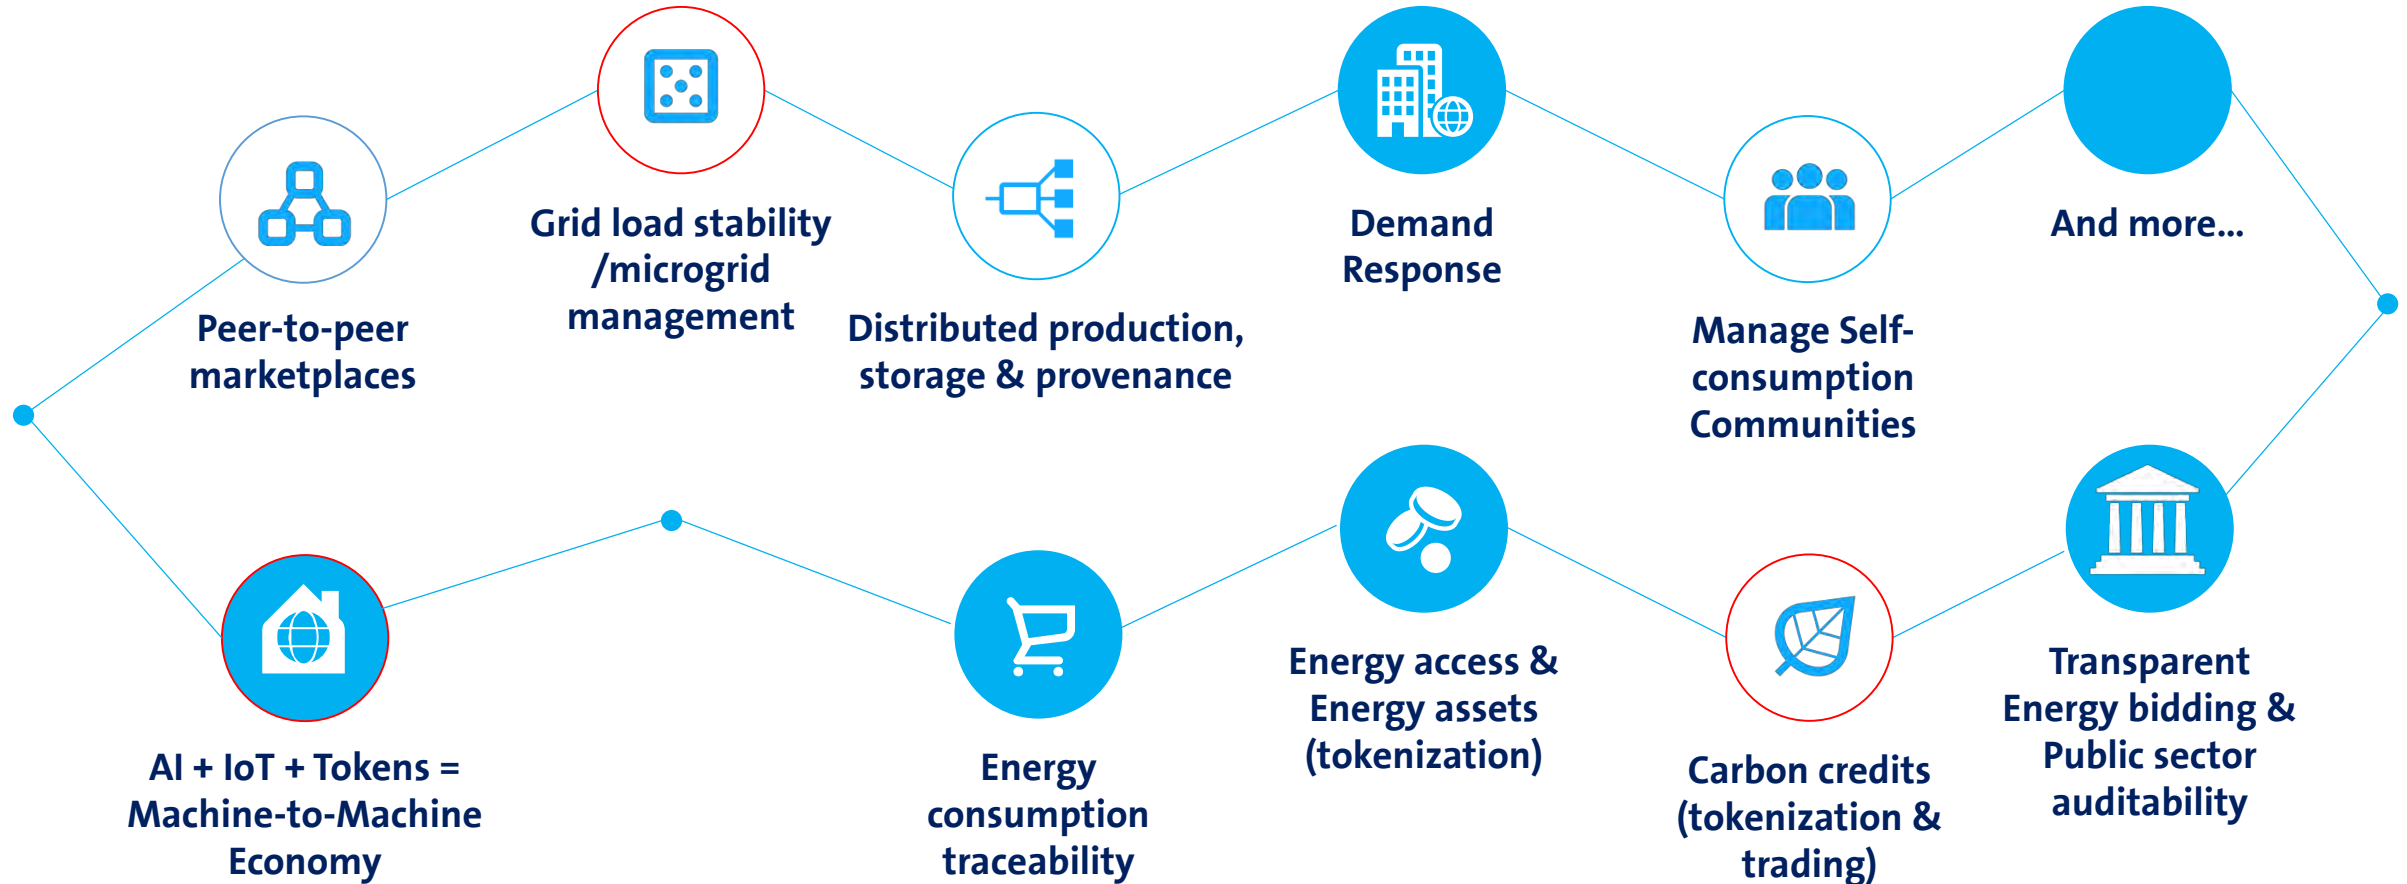 Peer-to-peer
marketplaces
Grid load stability
/microgrid
management
Distributed production,
storage & provenance
Demand
Response
Manage Self-
consumption
Communities
And more...
AI + IoT + Tokens =
Machine-to-Machine
Economy
Energy
consumption
traceability
Energy access &
Energy assets
(tokenization)
Carbon credits
(tokenization &
trading)
Transparent
Energy bidding &
Public sector
auditability